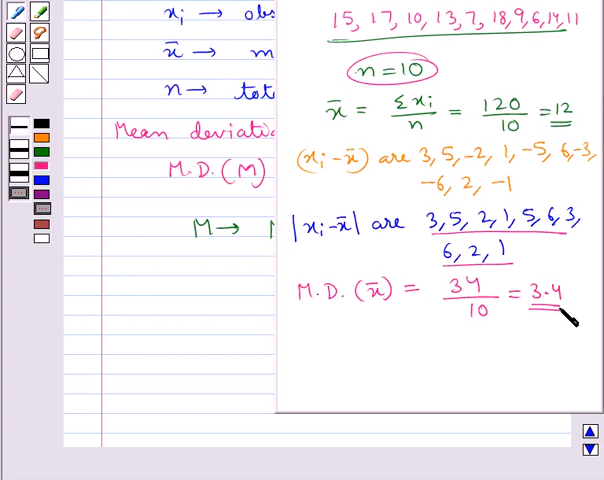 xi → obs
x̄ → m
n → tot
Mean deviatio
M.D. (M)
M →
15, 17, 10, 13, 7, 18, 9, 6, 14, 11
n = 10
x̄ = Σxi / n = 120 / 10 = 12
(xi - x̄) are 3, 5, -2, 1, -5, 6, -3,
-6, 2, -1
|xi - x̄| are 3, 5, 2, 1, 5, 6, 3,
6, 2, 1
M.D. (x̄) = 34 / 10 = 3.4